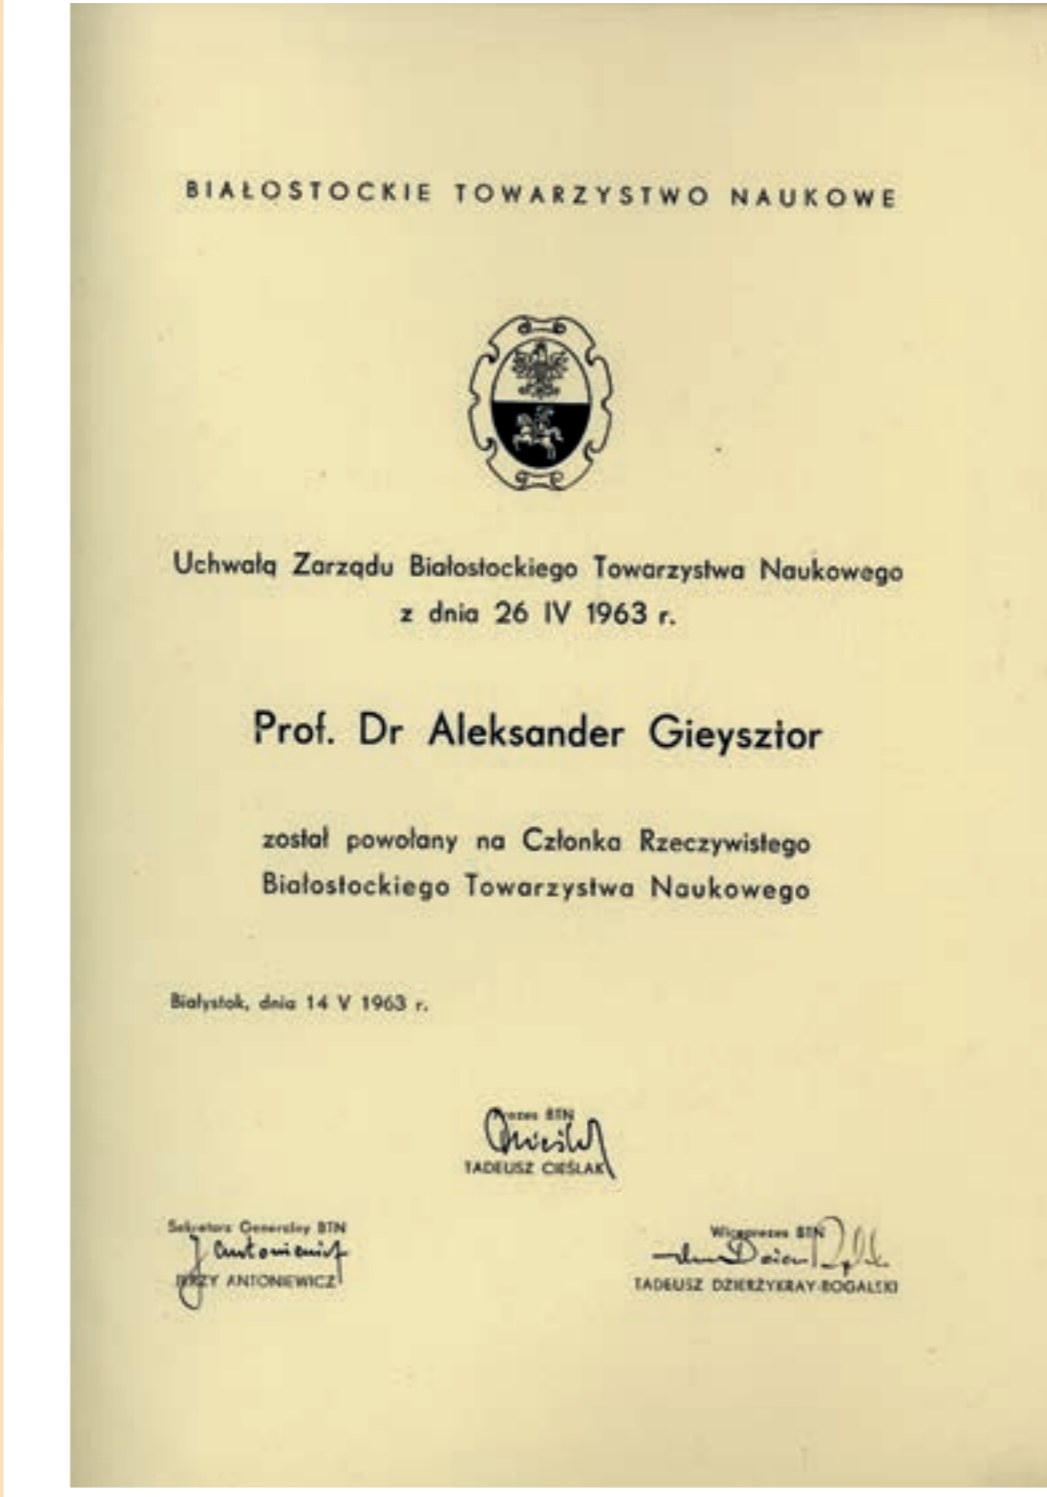 BIAŁOSTOCKIE TOWARZYSTWO NAUKOWE
Uchwałą Zarządu Białostockiego Towarzystwa Naukowego
z dnia 26 IV 1963 r.
Prof. Dr Aleksander Gieysztor
został powołany na Członka Rzeczywistego
Białostockiego Towarzystwa Naukowego
Białystok, dnia 14 V 1963 r.
Prezes BTN
TADEUSZ CIEŚLAK
Sekretarz Generalny BTN
J Antoniewicz
JERZY ANTONIEWICZ
Wiceprezes BTN
TADEUSZ DZIERŻYKRAY-ROGALSKI